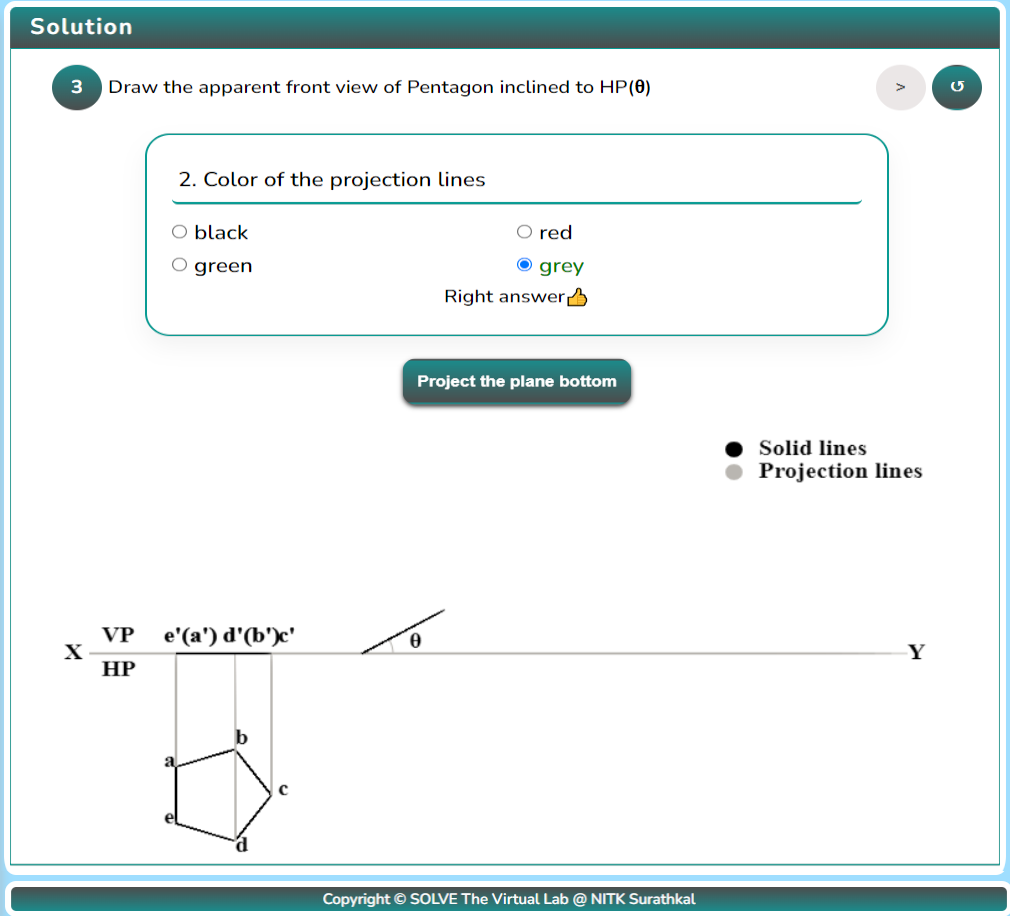 Solution
3 Draw the apparent front view of Pentagon inclined to HP(θ) > ↺
2. Color of the projection lines
black red
green grey
Right answer👍
Project the plane bottom
Solid lines
Projection lines
VP e'(a') d'(b')c' θ
X Y
HP
b
a
c
e
d
Copyright © SOLVE The Virtual Lab @ NITK Surathkal